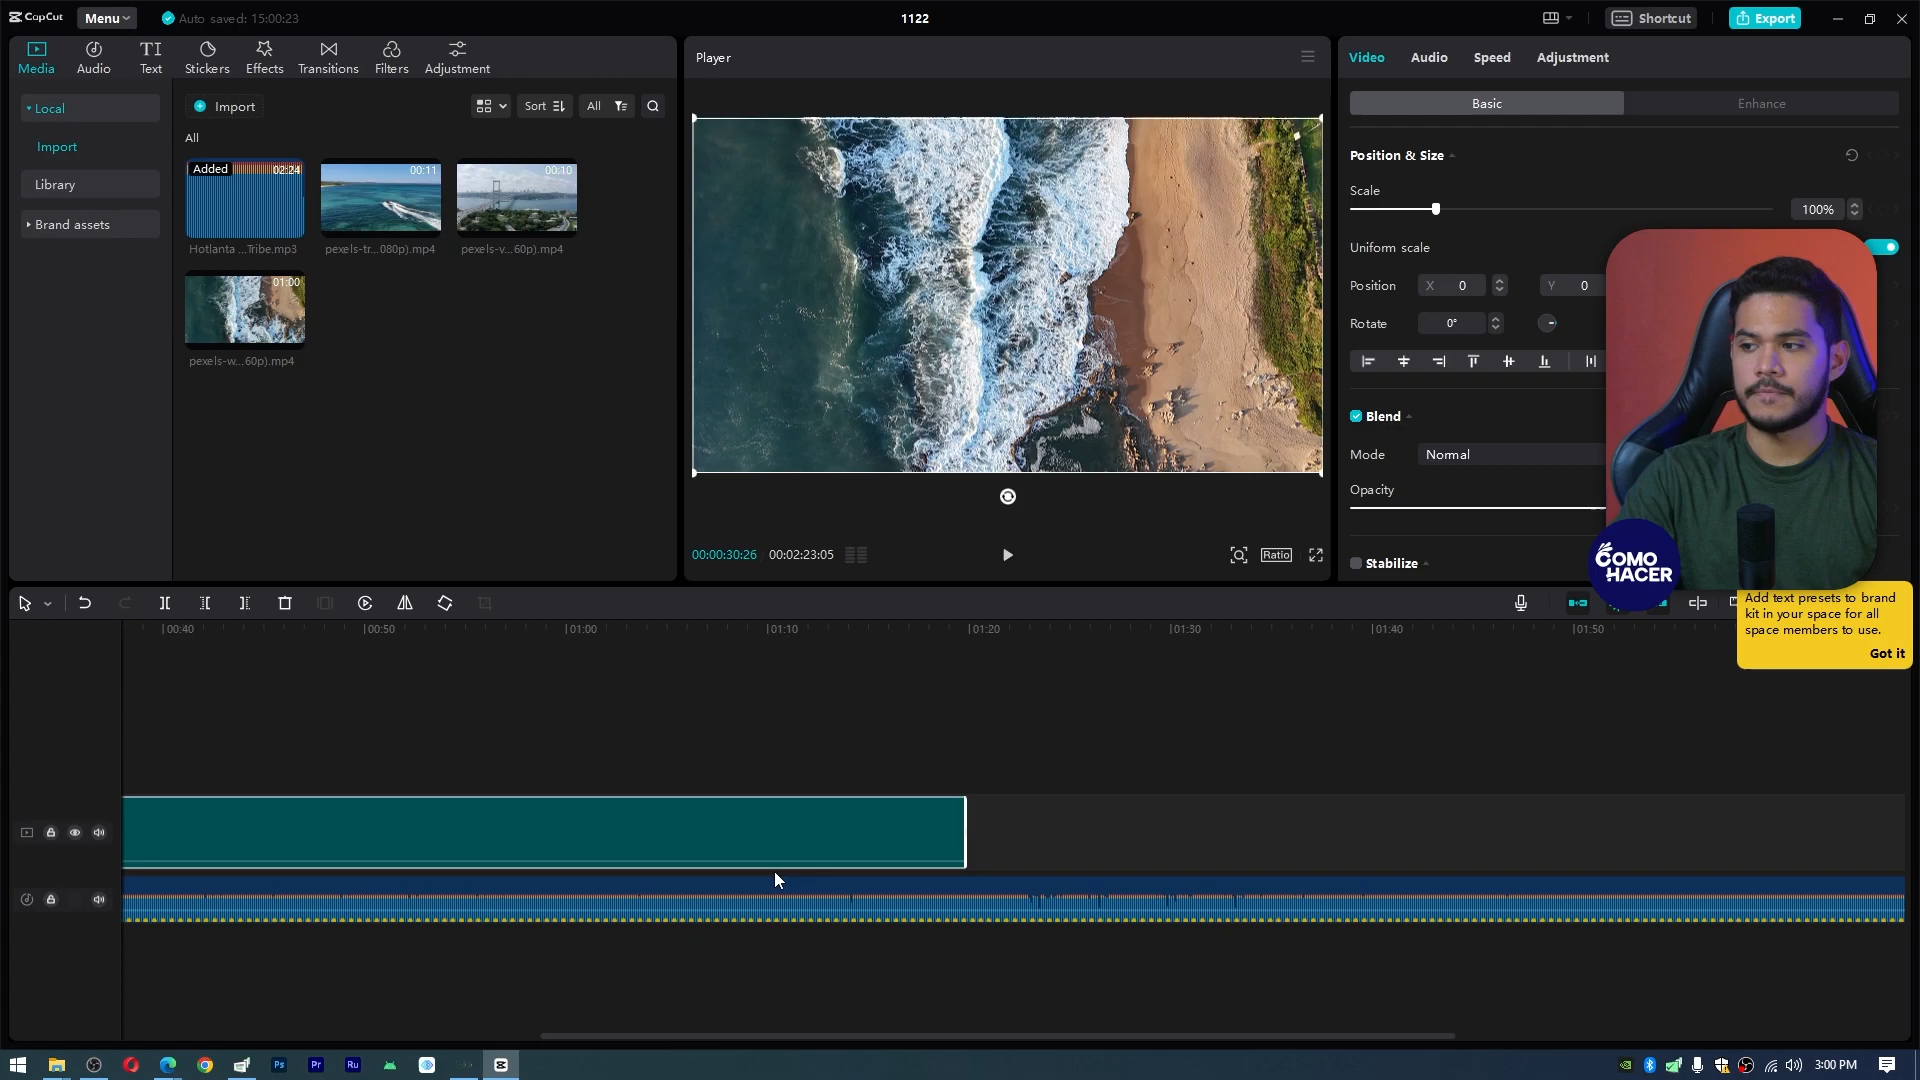 CapCut
Menu
Auto saved: 15:00:23
1122
Shortcut
Export
Media
Audio
Text
Stickers
Effects
Transitions
Filters
Adjustment
Player
Video
Audio
Speed
Adjustment
Local
Import
Library
Brand assets
Import
Sort
All
All
Added
02:24
Hotlanta ...Tribe.mp3
00:11
pexels-tr...080p).mp4
00:10
pexels-v...60p).mp4
01:00
pexels-w...60p).mp4
00:00:30:26
00:02:23:05
Ratio
Basic
Enhance
Position & Size
Scale
100%
Uniform scale
Position
X 0
Y 0
Rotate
0°
Blend
Mode
Normal
Opacity
Stabilize
COMO
HACER
Add text presets to brand
kit in your space for all
space members to use.
Got it
00:40
00:50
01:00
01:10
01:20
01:30
01:40
01:50
Ps
Pr
Ru
3:00 PM